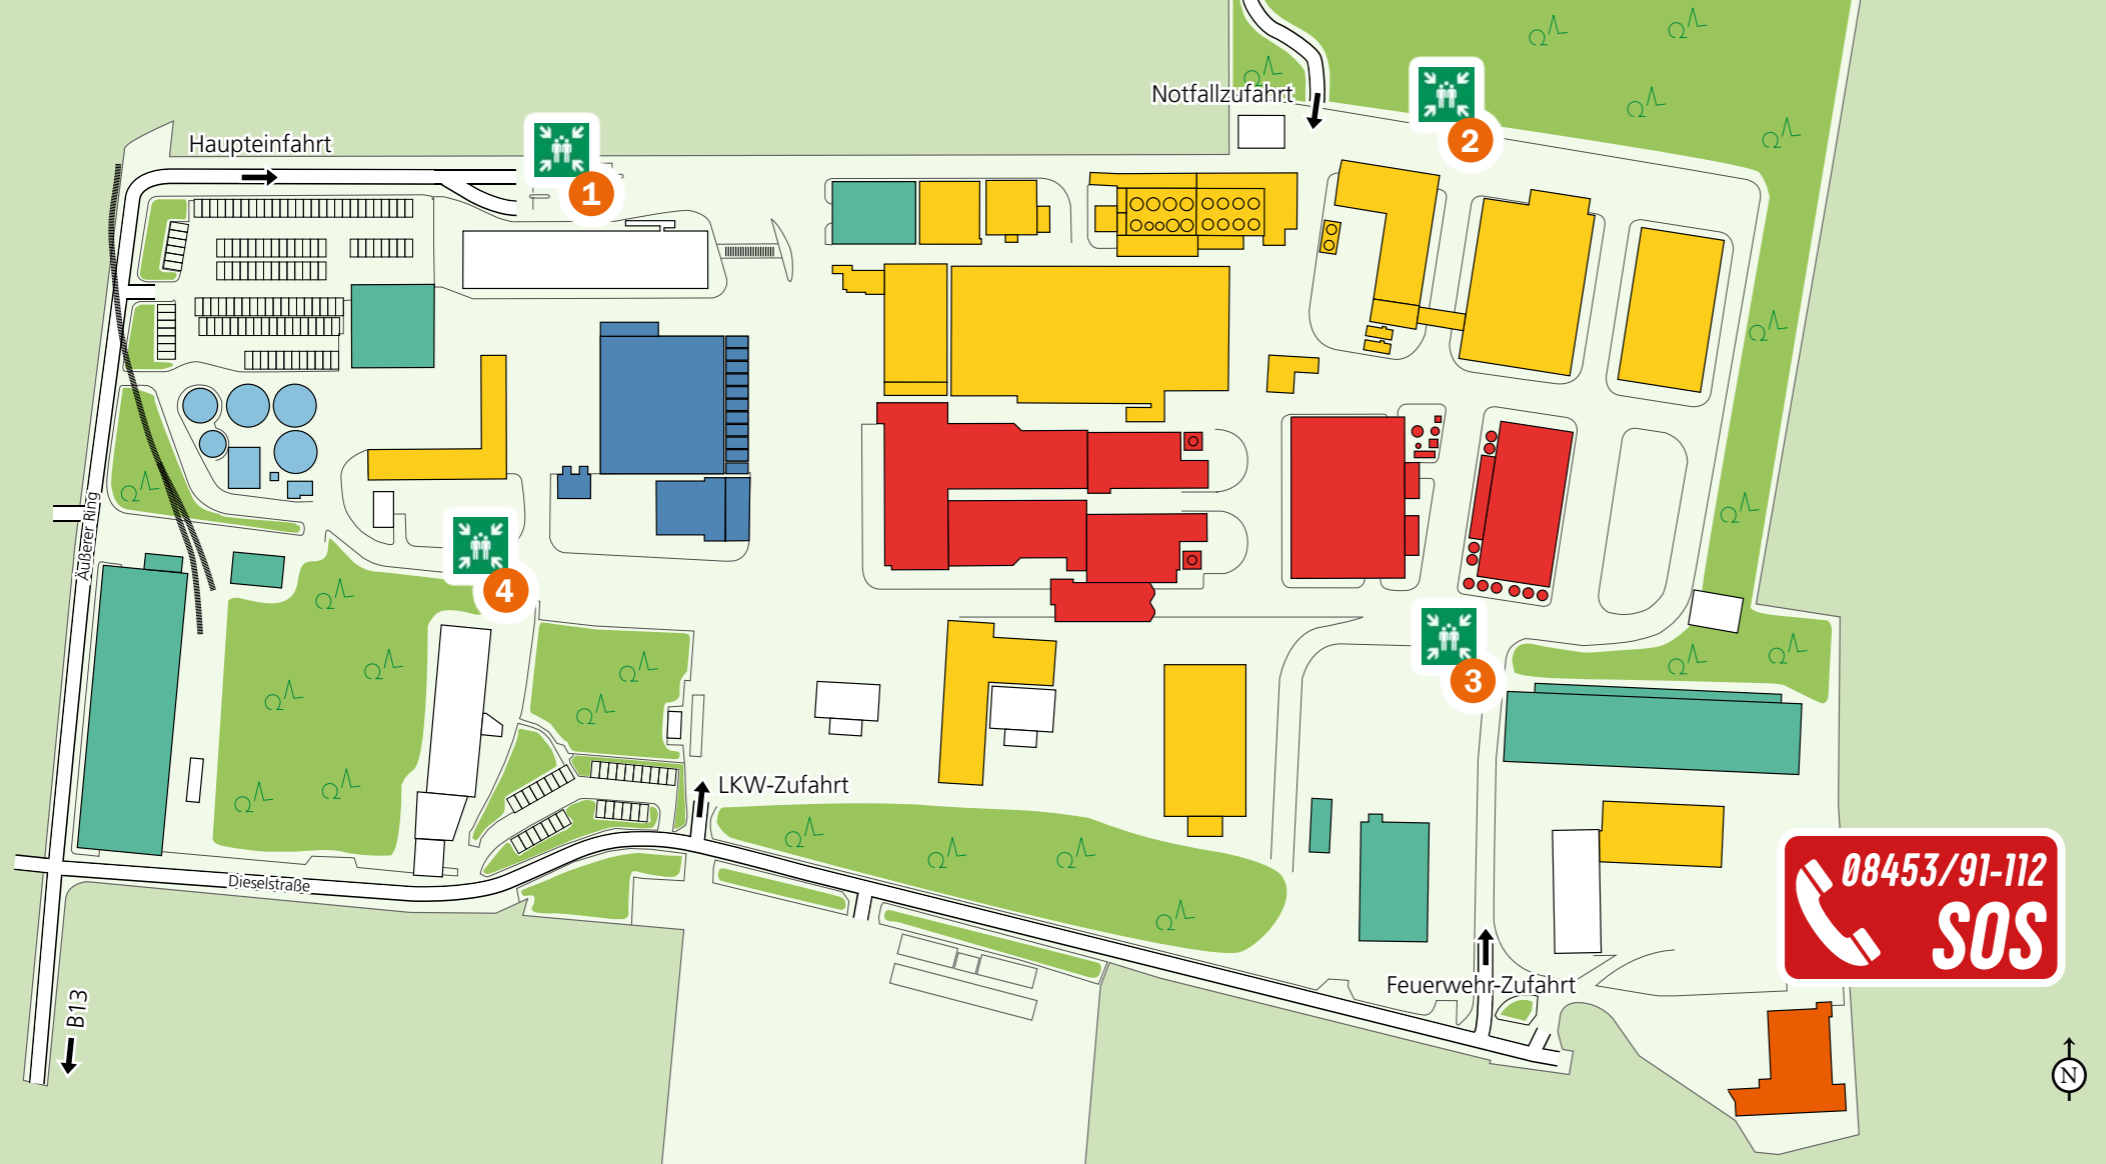 Notfallzufahrt
2
Haupteinfahrt
1
Äußerer Ring
4
3
LKW-Zufahrt
08453/91-112
SOS
Dieselstraße
Feuerwehr-Zufahrt
B13
N